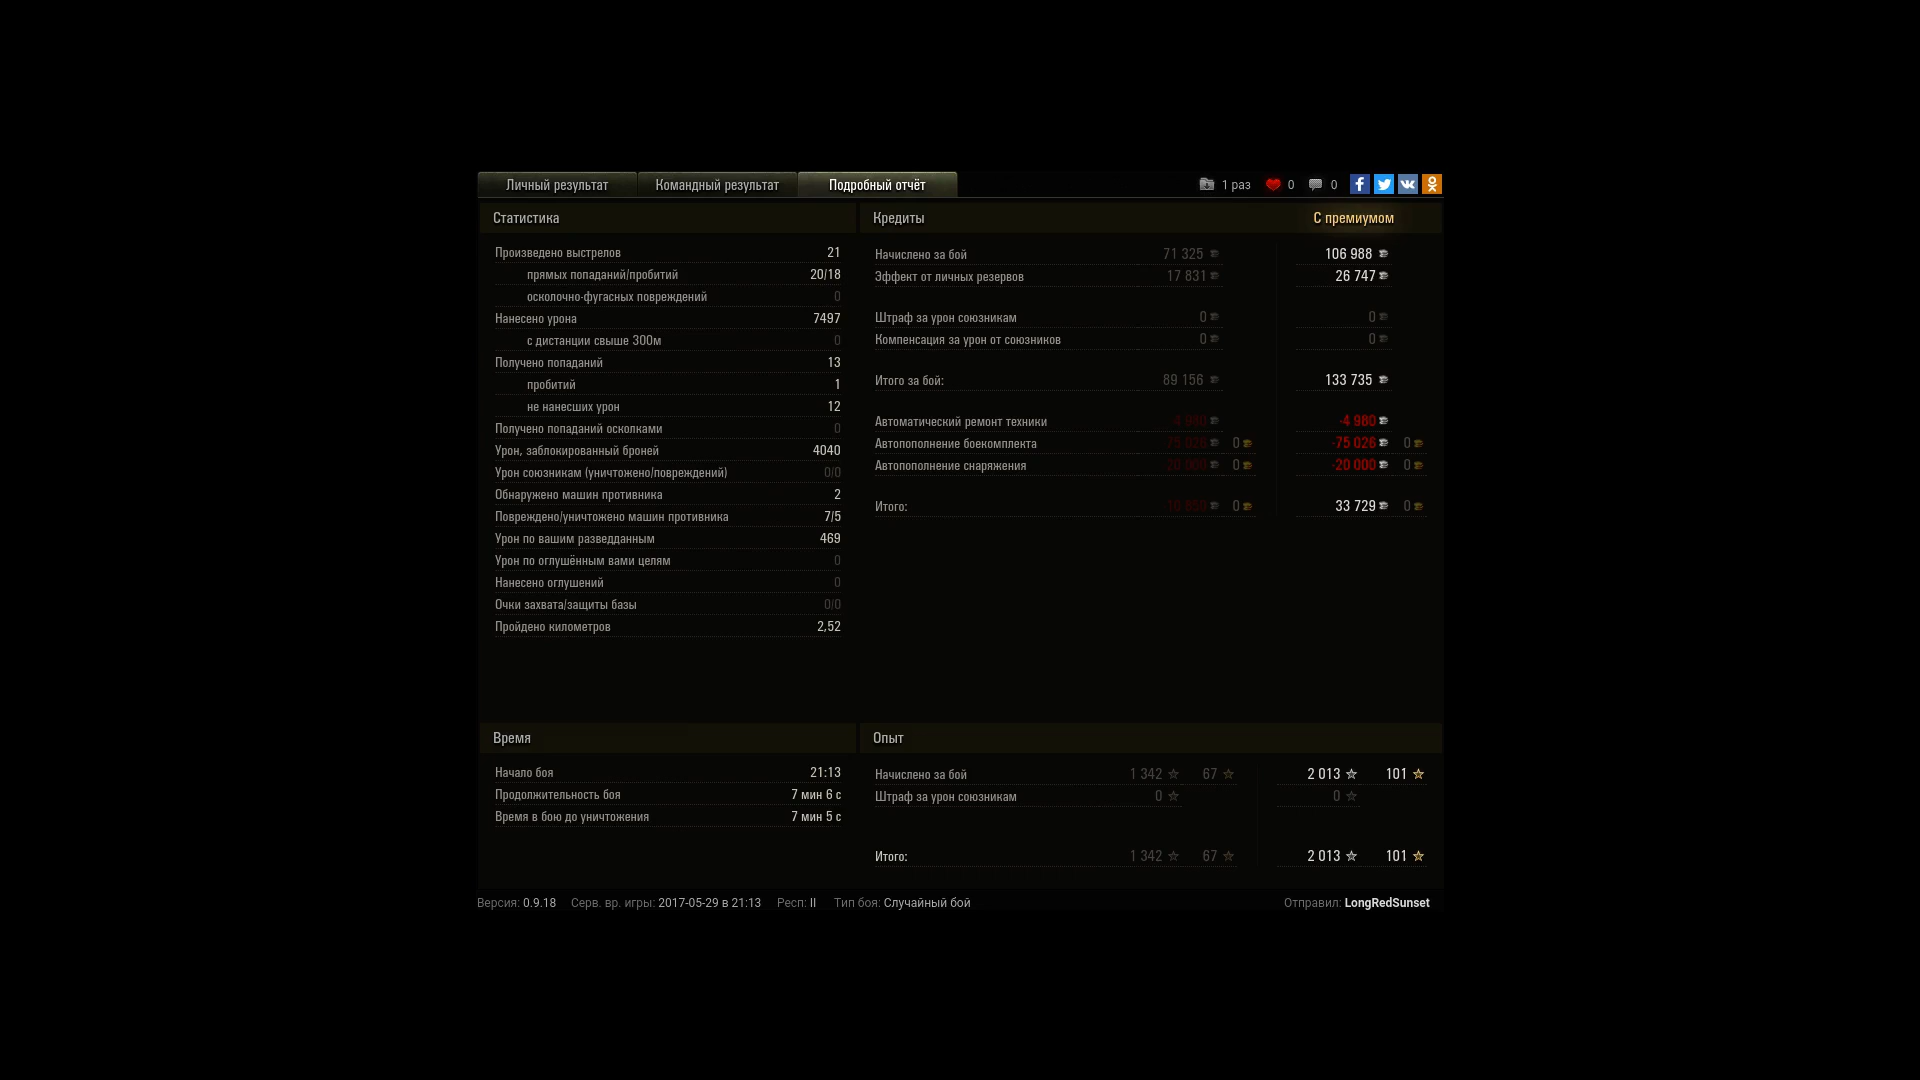 Личный результат Командный результат Подробный отчёт 1 раз 0 0
Статистика
Произведено выстрелов 21
прямых попаданий/пробитий 20/18
осколочно-фугасных повреждений 0
Нанесено урона 7497
с дистанции свыше 300м 0
Получено попаданий 13
пробитий 1
не нанесших урон 12
Получено попаданий осколками 0
Урон, заблокированный броней 4040
Урон союзникам (уничтожено/повреждений) 0/0
Обнаружено машин противника 2
Повреждено/уничтожено машин противника 7/5
Урон по вашим разведданным 469
Урон по оглушённым вами целям 0
Нанесено оглушений 0
Очки захвата/защиты базы 0/0
Пройдено километров 2,52
Кредиты С премиумом
Начислено за бой 71 325 106 988
Эффект от личных резервов 17 831 26 747
Штраф за урон союзникам 0 0
Компенсация за урон от союзников 0 0
Итого за бой: 89 156 133 735
Автоматический ремонт техники -4 980 -4 980
Автопополнение боекомплекта 0 -75 026 0
Автопополнение снаряжения 0 -20 000 0
Итого: 0 33 729 0
Время
Начало боя 21:13
Продолжительность боя 7 мин 6 с
Время в бою до уничтожения 7 мин 5 с
Опыт
Начислено за бой 1 342 67 2 013 101
Штраф за урон союзникам 0 0
Итого: 1 342 67 2 013 101
Версия: 0.9.18 Серв. вр. игры: 2017-05-29 в 21:13 Респ: II Тип боя: Случайный бой Отправил: LongRedSunset